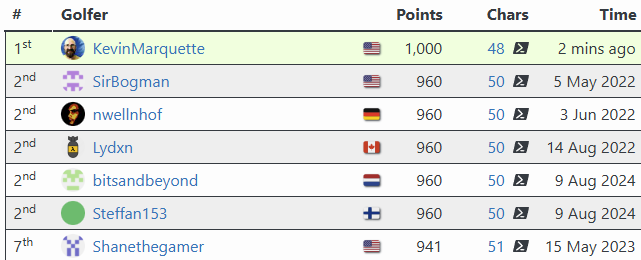 # Golfer Points Chars Time
1st KevinMarquette 1,000 48 2 mins ago
2nd SirBogman 960 50 5 May 2022
2nd nwellnhof 960 50 3 Jun 2022
2nd Lydxn 960 50 14 Aug 2022
2nd bitsandbeyond 960 50 9 Aug 2024
2nd Steffan153 960 50 9 Aug 2024
7th Shanethegamer 941 51 15 May 2023